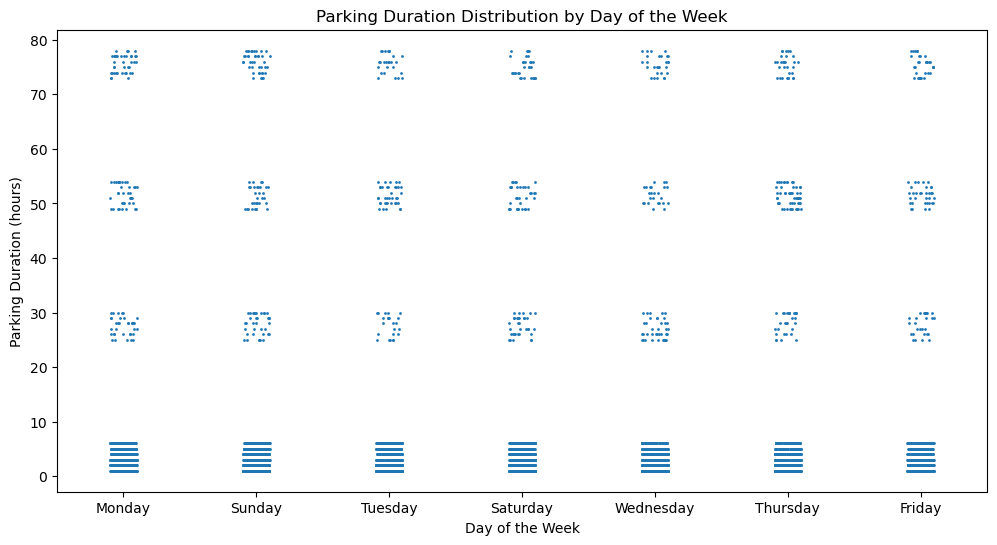 Parking Duration Distribution by Day of the Week
80
70
60
50
40
30
20
10
0
Parking Duration (hours)
Monday Sunday Tuesday Saturday Wednesday Thursday Friday
Day of the Week